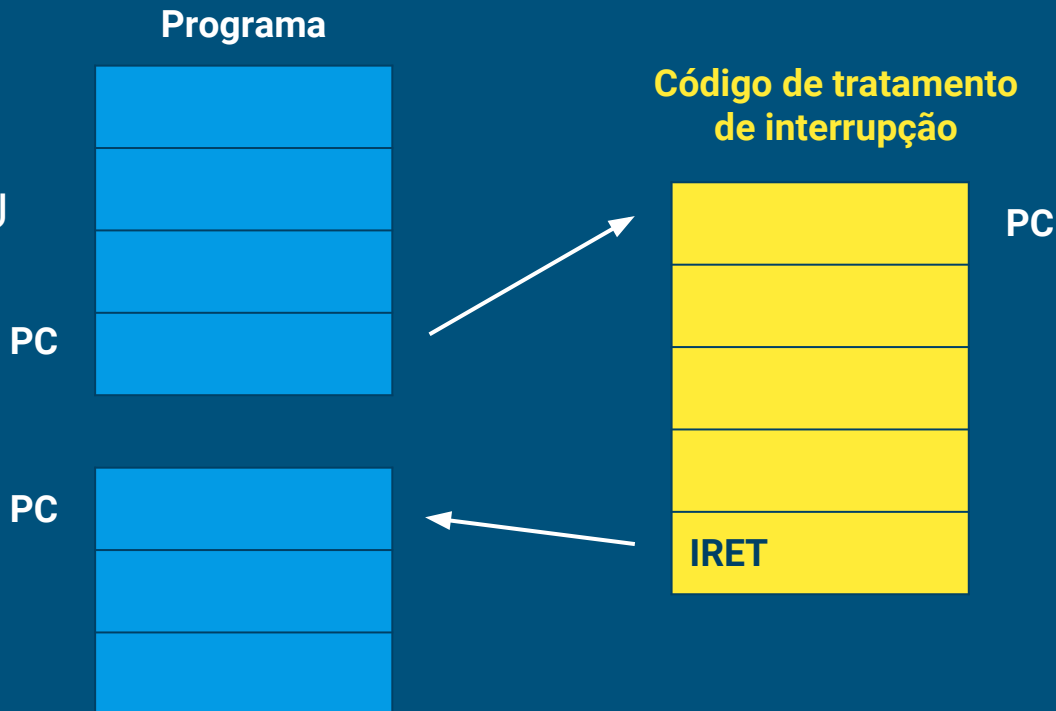 Programa
Código de tratamento
de interrupção
PC
PC
PC
IRET